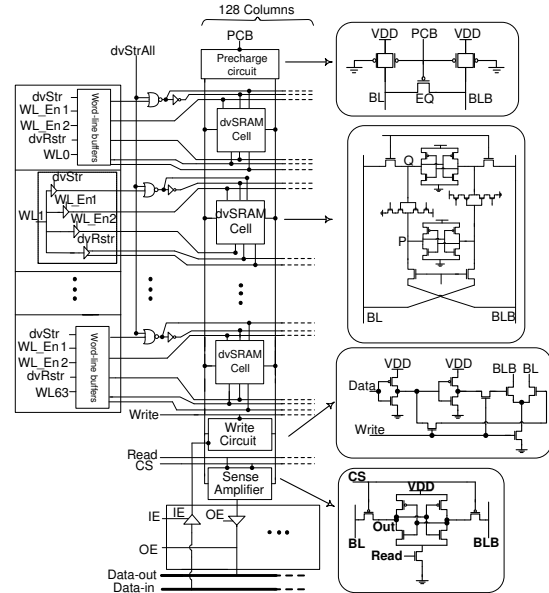 128 Columns
PCB
dvStrAll
Precharge circuit
dvStr
WL_En1
WL_En2
dvRstr
WL0
Word-line buffers
dvSRAM Cell
WL1
dvStr
WL_En1
WL_En2
dvRstr
dvSRAM Cell
dvStr
WL_En1
WL_En2
dvRstr
WL63
Word-line buffers
dvSRAM Cell
Write
Write Circuit
Read
CS
Sense Amplifier
IE
IE
OE
OE
Data-out
Data-in
VDD PCB VDD
BL EQ BLB
Q
P
BL BLB
VDD VDD BLB BL
Data
Write
CS
VDD
Out
BL BLB
Read